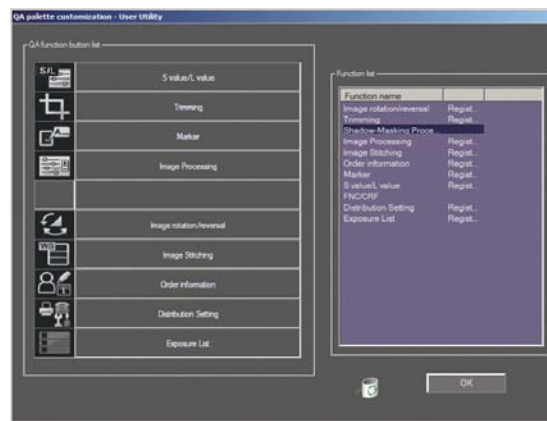 QA palette customization - User Utility
QA function button list
S/L
S value/L value
Trimming
Marker
Image Processing
Image rotation/reversal
Image Stitching
Order information
Distribution Setting
Exposure List
Function list
Function name
Image rotation/reversal Regist...
Trimming Regist...
Shadow-Masking Proce...
Image Processing Regist...
Image Stitching Regist...
Order information Regist...
Marker Regist...
S value/L value Regist...
FNC/CRF
Distribution Setting Regist...
Exposure List Regist...
OK